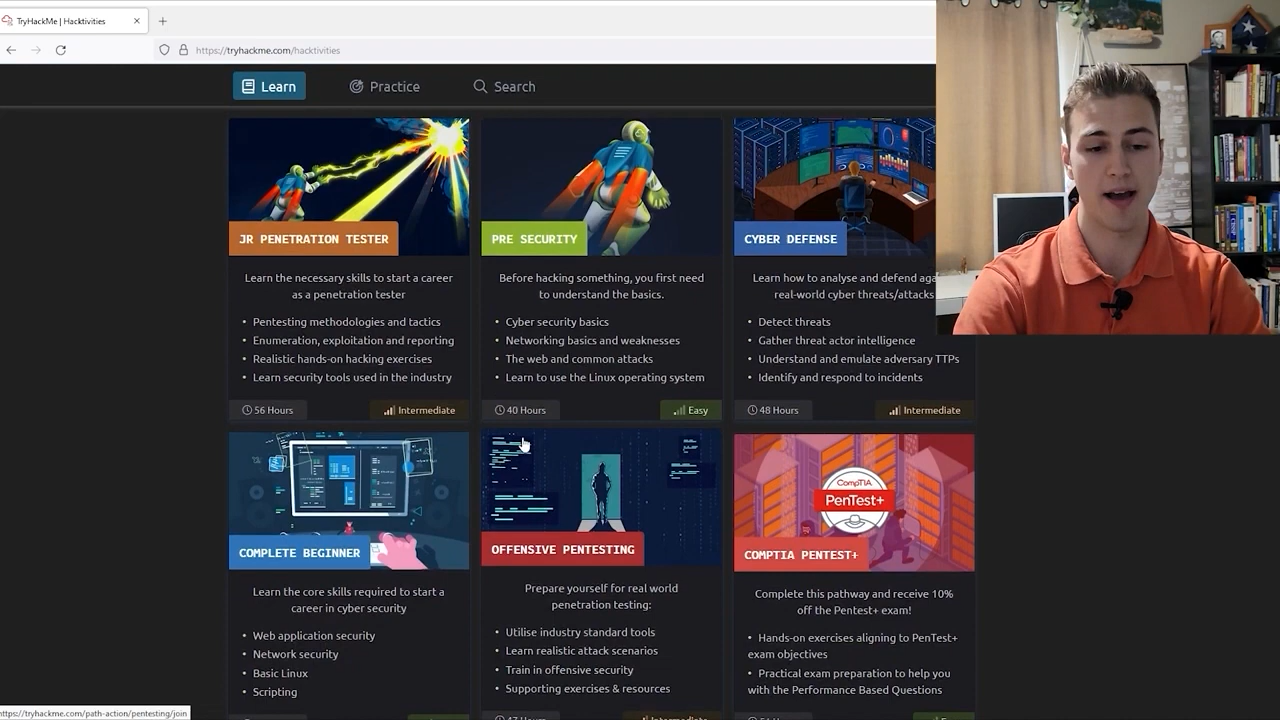 TryHackMe | Hacktivities
https://tryhackme.com/hacktivities
Learn
Practice
Search
JR PENETRATION TESTER
Learn the necessary skills to start a career
as a penetration tester
• Pentesting methodologies and tactics
• Enumeration, exploitation and reporting
• Realistic hands-on hacking exercises
• Learn security tools used in the industry
56 Hours
Intermediate
PRE SECURITY
Before hacking something, you first need
to understand the basics.
• Cyber security basics
• Networking basics and weaknesses
• The web and common attacks
• Learn to use the Linux operating system
40 Hours
Easy
CYBER DEFENSE
Learn how to analyse and defend
real-world cyber threats/attacks
• Detect threats
• Gather threat actor intelligence
• Understand and emulate adversary TTPs
• Identify and respond to incidents
48 Hours
Intermediate
COMPLETE BEGINNER
Learn the core skills required to start a
career in cyber security
• Web application security
• Network security
• Basic Linux
• Scripting
OFFENSIVE PENTESTING
Prepare yourself for real world
penetration testing:
• Utilise industry standard tools
• Learn realistic attack scenarios
• Train in offensive security
• Supporting exercises & resources
47 Hours
Intermediate
CompTIA
PenTest+
COMPTIA PENTEST+
Complete this pathway and receive 10%
off the Pentest+ exam!
• Hands-on exercises aligning to PenTest+
exam objectives
• Practical exam preparation to help you
with the Performance Based Questions
https://tryhackme.com/path-action/pentesting/join